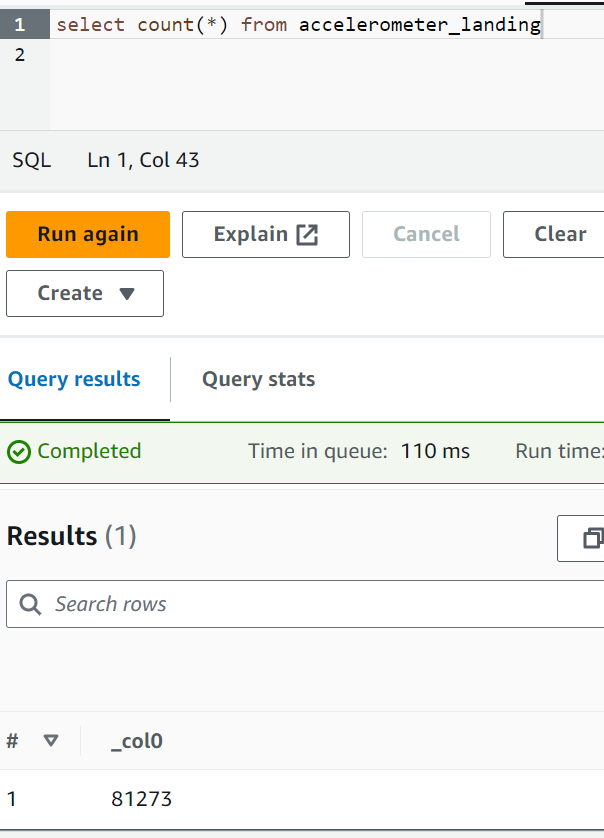 1 select count(*) from accelerometer_landing
2
SQL Ln 1, Col 43
Run again Explain Cancel Clear
Create
Query results Query stats
Completed Time in queue: 110 ms Run time:
Results (1)
Search rows
# _col0
1 81273